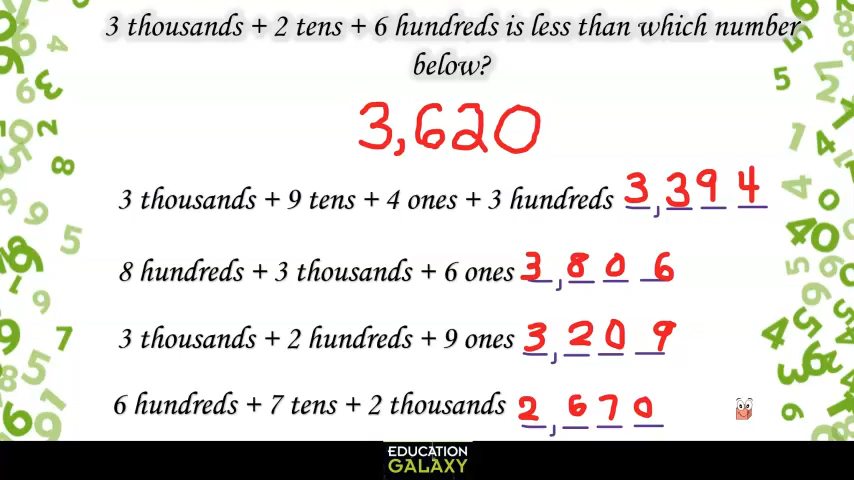 3 thousands + 2 tens + 6 hundreds is less than which number
below?
3,620
3 thousands + 9 tens + 4 ones + 3 hundreds 3,394
8 hundreds + 3 thousands + 6 ones 3,806
3 thousands + 2 hundreds + 9 ones 3,209
6 hundreds + 7 tens + 2 thousands 2,670
EDUCATION
GALAXY